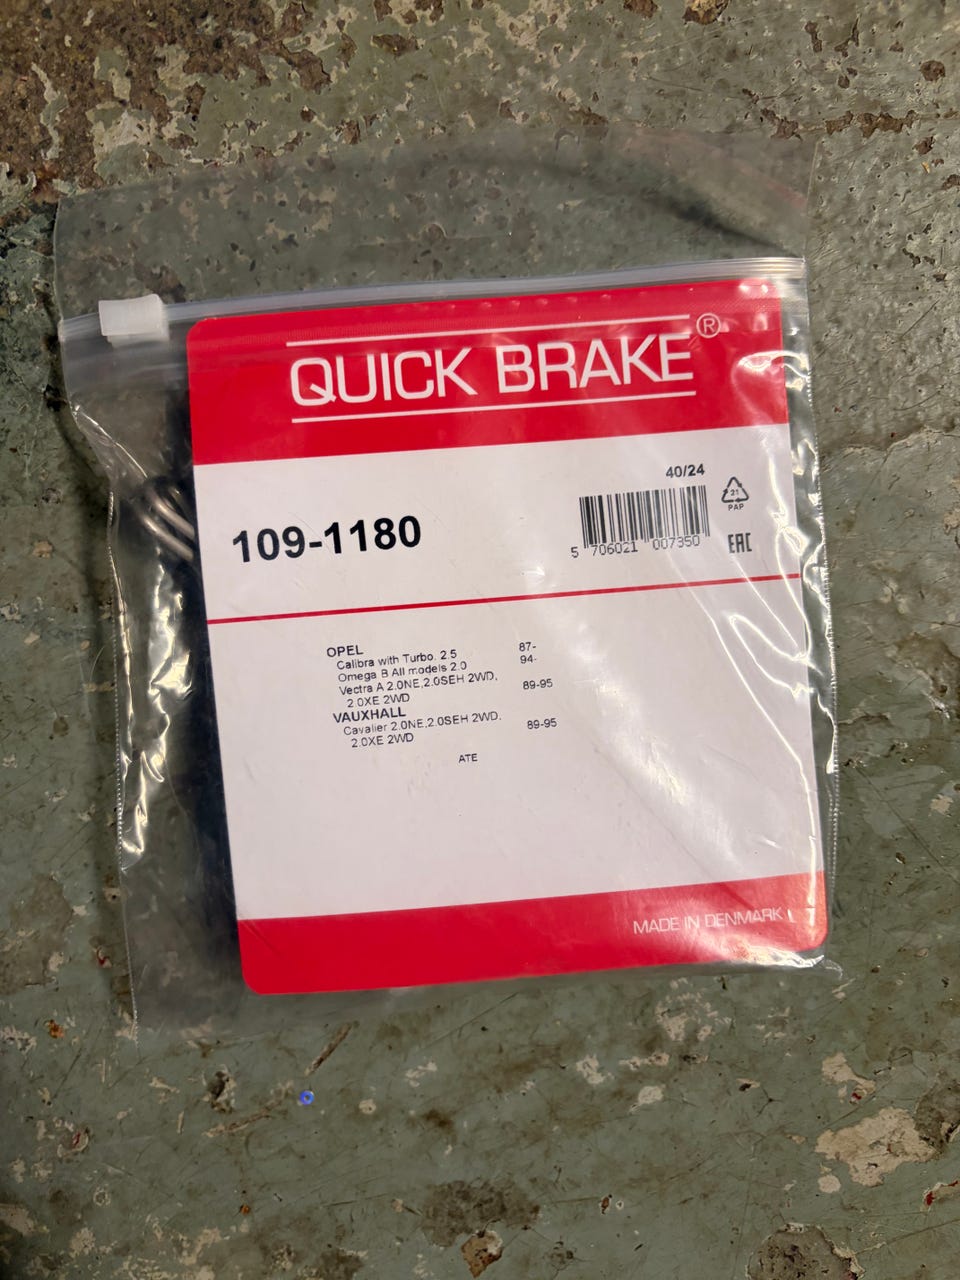 QUICK BRAKE®
40/24
109-1180
21
PAP
5 706021 007350
EAC
OPEL
Calibra with Turbo. 2.5 87-
Omega B All models 2.0 94-
Vectra A 2.0NE,2.0SEH 2WD, 89-95
2.0XE 2WD
VAUXHALL
Cavalier 2.0NE,2.0SEH 2WD, 89-95
2.0XE 2WD
ATE
MADE IN DENMARK